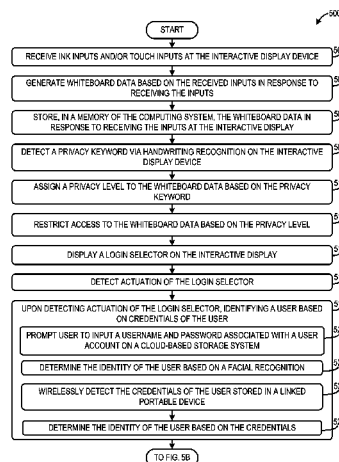 500
START
RECEIVE INK INPUTS AND/OR TOUCH INPUTS AT THE INTERACTIVE DISPLAY DEVICE
GENERATE WHITEBOARD DATA BASED ON THE RECEIVED INPUTS IN RESPONSE TO
RECEIVING THE INPUTS
STORE, IN A MEMORY OF THE COMPUTING SYSTEM, THE WHITEBOARD DATA IN
RESPONSE TO RECEIVING THE INPUTS AT THE INTERACTIVE DISPLAY
DETECT A PRIVACY KEYWORD VIA HANDWRITING RECOGNITION ON THE INTERACTIVE
DISPLAY DEVICE
ASSIGN A PRIVACY LEVEL TO THE WHITEBOARD DATA BASED ON THE PRIVACY
KEYWORD
RESTRICT ACCESS TO THE WHITEBOARD DATA BASED ON THE PRIVACY LEVEL
DISPLAY A LOGIN SELECTOR ON THE INTERACTIVE DISPLAY
DETECT ACTUATION OF THE LOGIN SELECTOR
UPON DETECTING ACTUATION OF THE LOGIN SELECTOR, IDENTIFYING A USER BASED
ON CREDENTIALS OF THE USER
PROMPT USER TO INPUT A USERNAME AND PASSWORD ASSOCIATED WITH A USER
ACCOUNT ON A CLOUD-BASED STORAGE SYSTEM
DETERMINE THE IDENTITY OF THE USER BASED ON A FACIAL RECOGNITION
WIRELESSLY DETECT THE CREDENTIALS OF THE USER STORED IN A LINKED
PORTABLE DEVICE
DETERMINE THE IDENTITY OF THE USER BASED ON THE CREDENTIALS
TO FIG. 5B